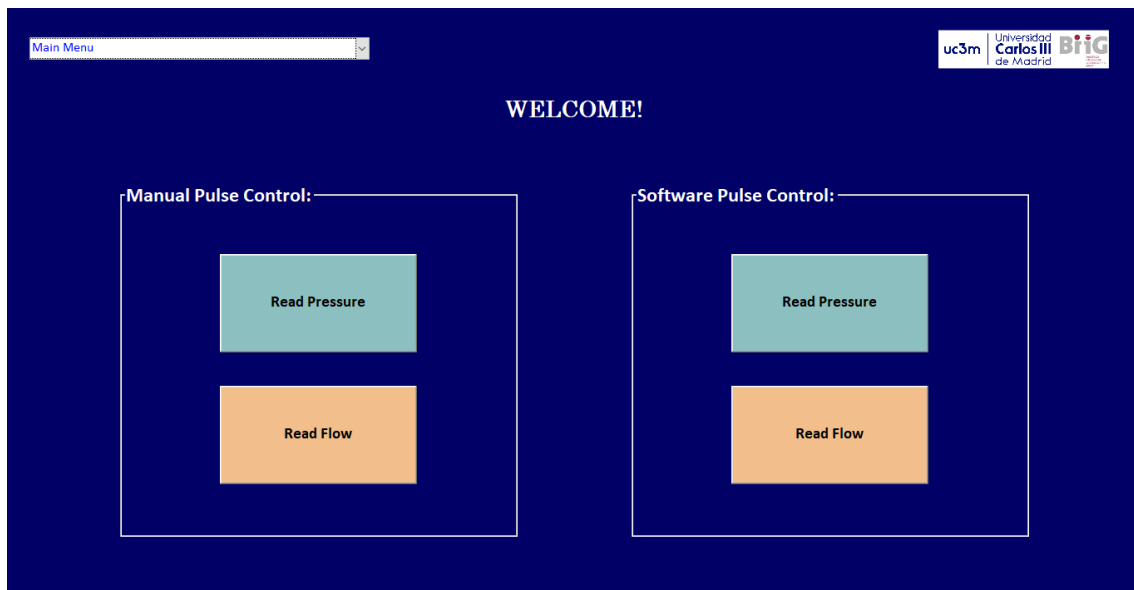 Main Menu
uc3m
Universidad
Carlos III
de Madrid
BriG
WELCOME!
Manual Pulse Control:
Software Pulse Control:
Read Pressure
Read Pressure
Read Flow
Read Flow